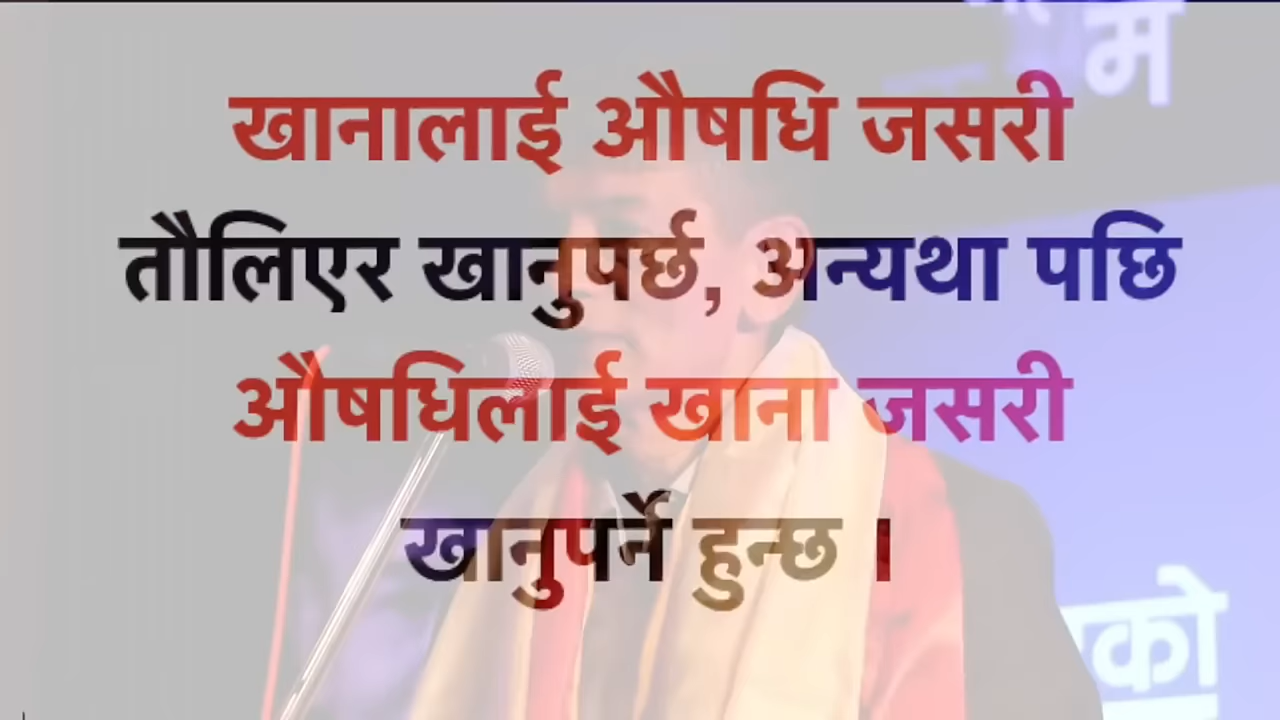 म
खानालाई औषधि जसरी
तौलिएर खानुपर्छ, अन्यथा पछि
औषधिलाई खाना जसरी
खानुपर्ने हुन्छ ।
को